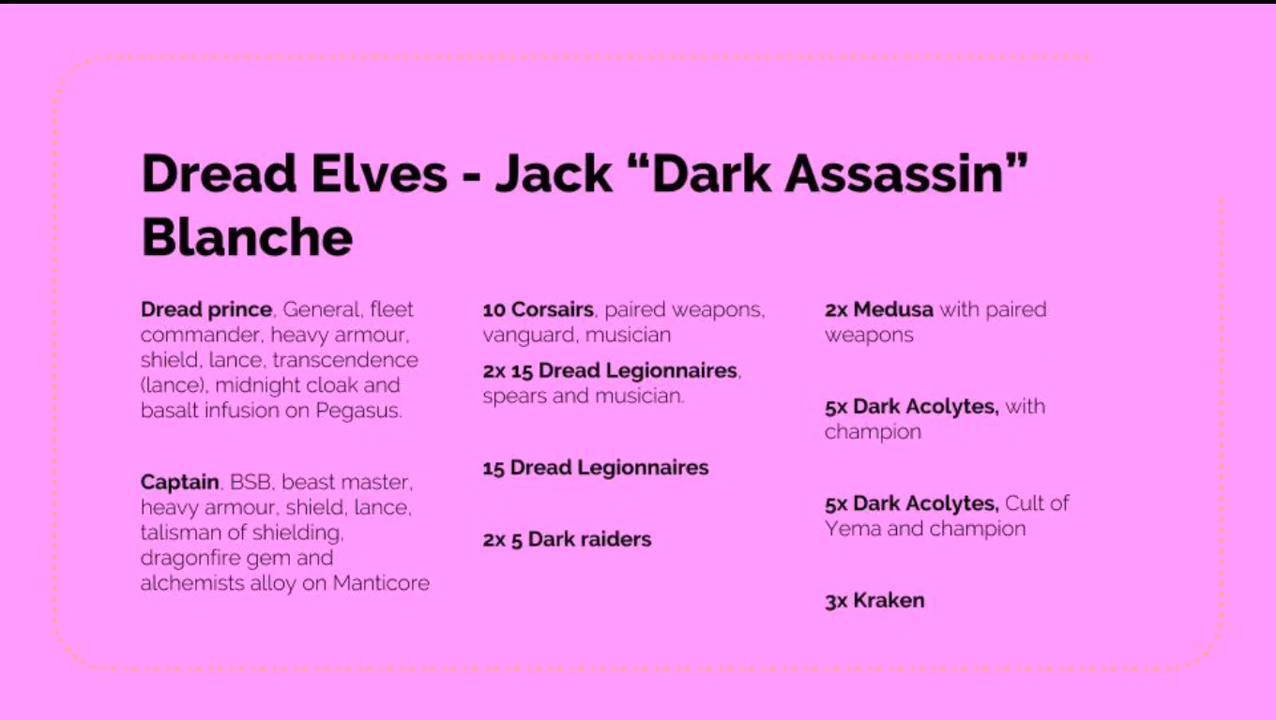 Dread Elves - Jack “Dark Assassin”
Blanche
Dread prince, General, fleet
commander, heavy armour,
shield, lance, transcendence
(lance), midnight cloak and
basalt infusion on Pegasus.
Captain, BSB, beast master,
heavy armour, shield, lance,
talisman of shielding,
dragonfire gem and
alchemists alloy on Manticore
10 Corsairs, paired weapons,
vanguard, musician
2x 15 Dread Legionnaires,
spears and musician.
15 Dread Legionnaires
2x 5 Dark raiders
2x Medusa with paired
weapons
5x Dark Acolytes, with
champion
5x Dark Acolytes, Cult of
Yema and champion
3x Kraken